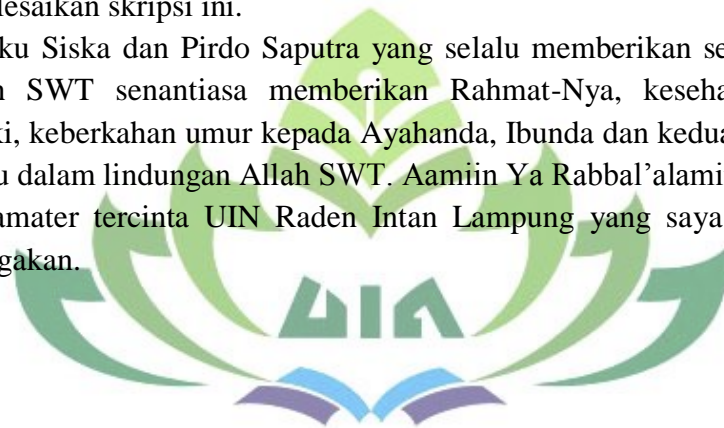 lesaikan skripsi ini.
ku Siska dan Pirdo Saputra yang selalu memberikan se
n SWT senantiasa memberikan Rahmat-Nya, keseha
ki, keberkahan umur kepada Ayahanda, Ibunda dan kedua
u dalam lindungan Allah SWT. Aamiin Ya Rabbal’alami
amater tercinta UIN Raden Intan Lampung yang saya
gakan.
UIN